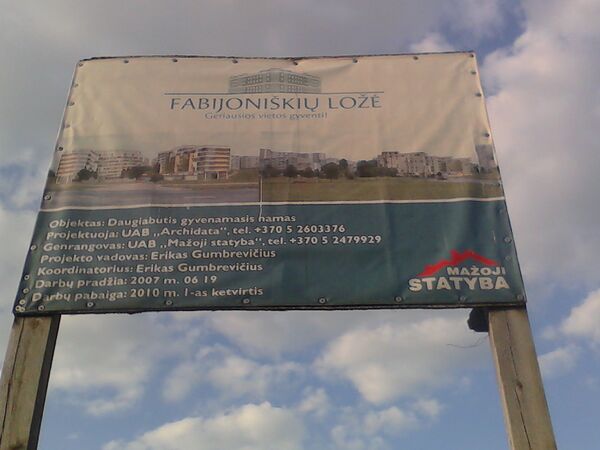 FABIJONIŠKIŲ LOŽĖ
Geriausios vietos gyventi!
Objektas: Daugiabutis gyvenamasis namas
Projektuoja: UAB „Archidata“, tel. +370 5 2603376
Genrangovas: UAB „Mažoji statyba“, tel. +370 5 2479929
Projekto vadovas: Erikas Gumbrevičius
Koordinatorius: Erikas Gumbrevičius
Darbų pradžia: 2007 m. 06 19
Darbų pabaiga: 2010 m. I-as ketvirtis
MAŽOJI
STATYBA